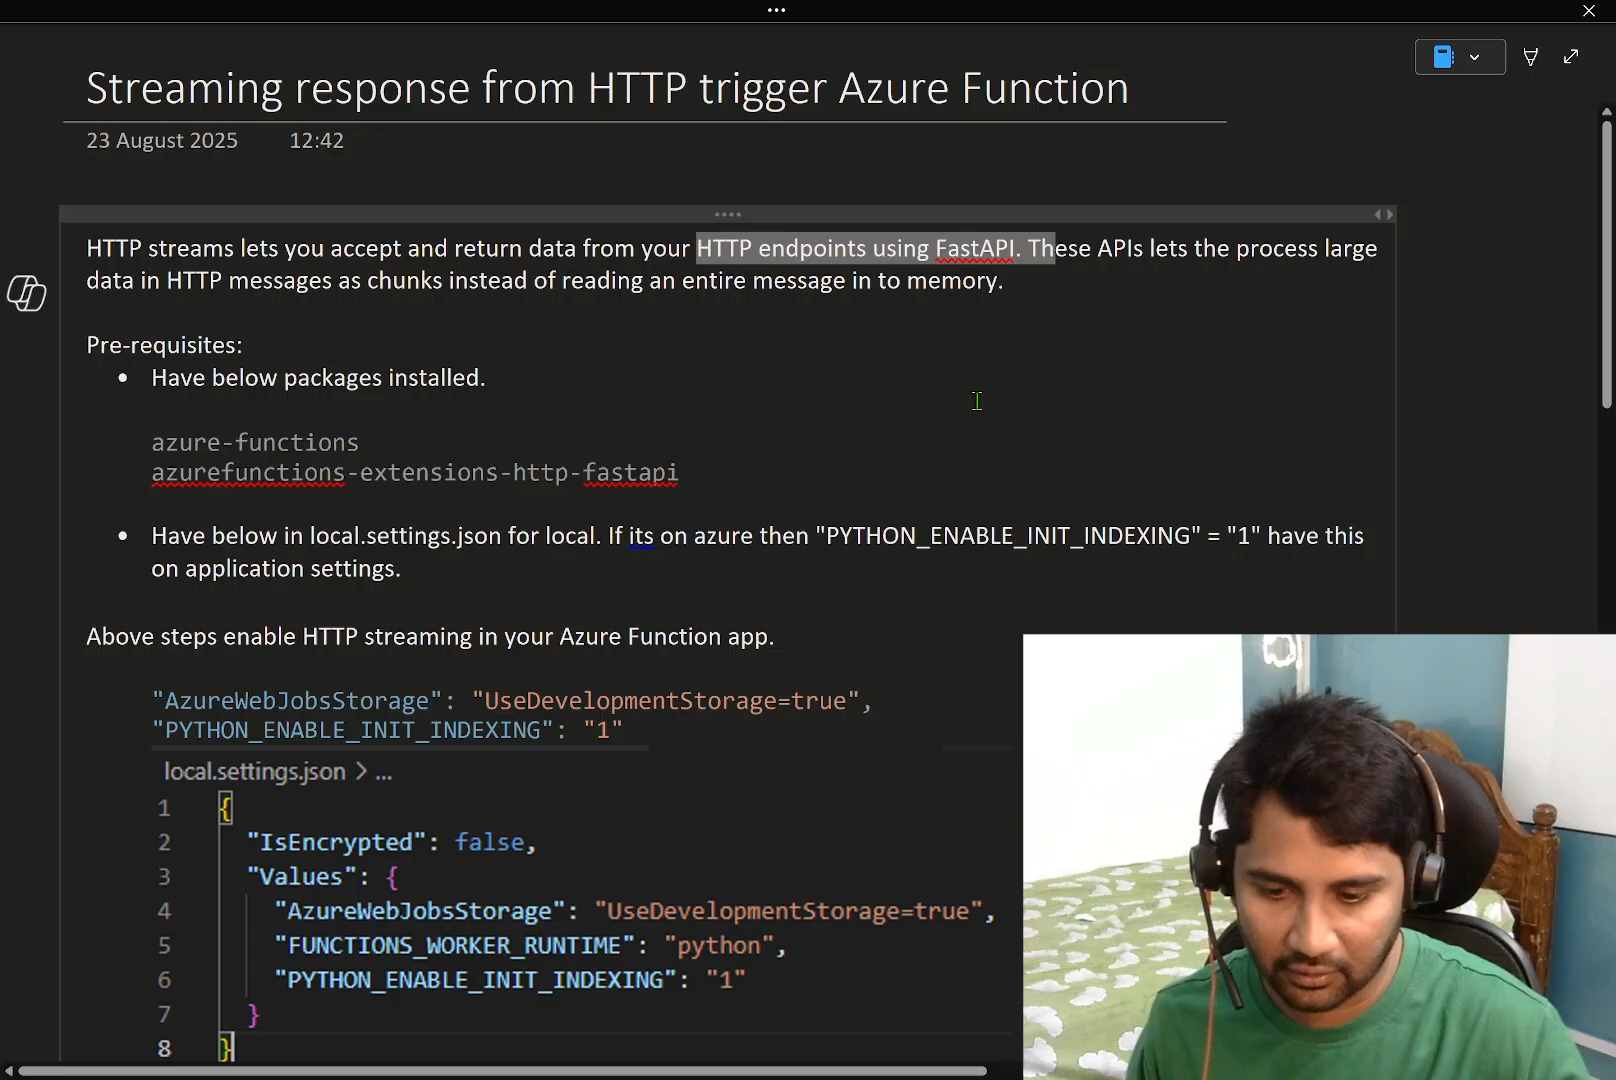 Streaming response from HTTP trigger Azure Function
23 August 2025 12:42
HTTP streams lets you accept and return data from your HTTP endpoints using FastAPI. These APIs lets the process large
data in HTTP messages as chunks instead of reading an entire message in to memory.
Pre-requisites:
• Have below packages installed.
azure-functions
azurefunctions-extensions-http-fastapi
• Have below in local.settings.json for local. If its on azure then "PYTHON_ENABLE_INIT_INDEXING" = "1" have this
on application settings.
Above steps enable HTTP streaming in your Azure Function app.
"AzureWebJobsStorage": "UseDevelopmentStorage=true",
"PYTHON_ENABLE_INIT_INDEXING": "1"
local.settings.json > ...
1 {
2 "IsEncrypted": false,
3 "Values": {
4 "AzureWebJobsStorage": "UseDevelopmentStorage=true",
5 "FUNCTIONS_WORKER_RUNTIME": "python",
6 "PYTHON_ENABLE_INIT_INDEXING": "1"
7 }
8 }